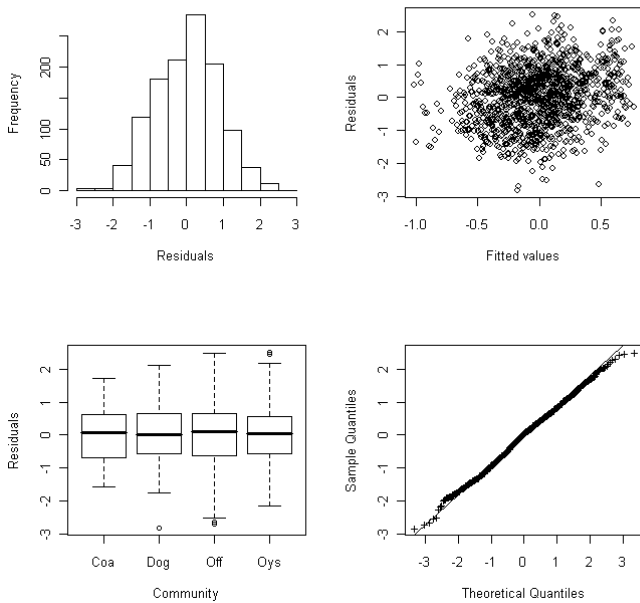 Frequency
0
50
100
200
-3 -2 -1 0 1 2 3
Residuals
Residuals
-3
-2
-1
0
1
2
-1.0 -0.5 0.0 0.5
Fitted values
Residuals
-3
-2
-1
0
1
2
Coa Dog Off Oys
Community
Sample Quantiles
-3
-2
-1
0
1
2
-3 -2 -1 0 1 2 3
Theoretical Quantiles